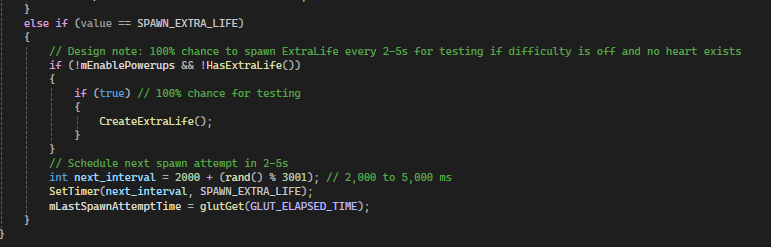 }
else if (value == SPAWN_EXTRA_LIFE)
{
// Design note: 100% chance to spawn ExtraLife every 2-5s for testing if difficulty is off and no heart exists
if (!mEnablePowerups && !HasExtraLife())
{
if (true) // 100% chance for testing
{
CreateExtraLife();
}
}
// Schedule next spawn attempt in 2-5s
int next_interval = 2000 + (rand() % 3001); // 2,000 to 5,000 ms
SetTimer(next_interval, SPAWN_EXTRA_LIFE);
mLastSpawnAttemptTime = glutGet(GLUT_ELAPSED_TIME);
}
}